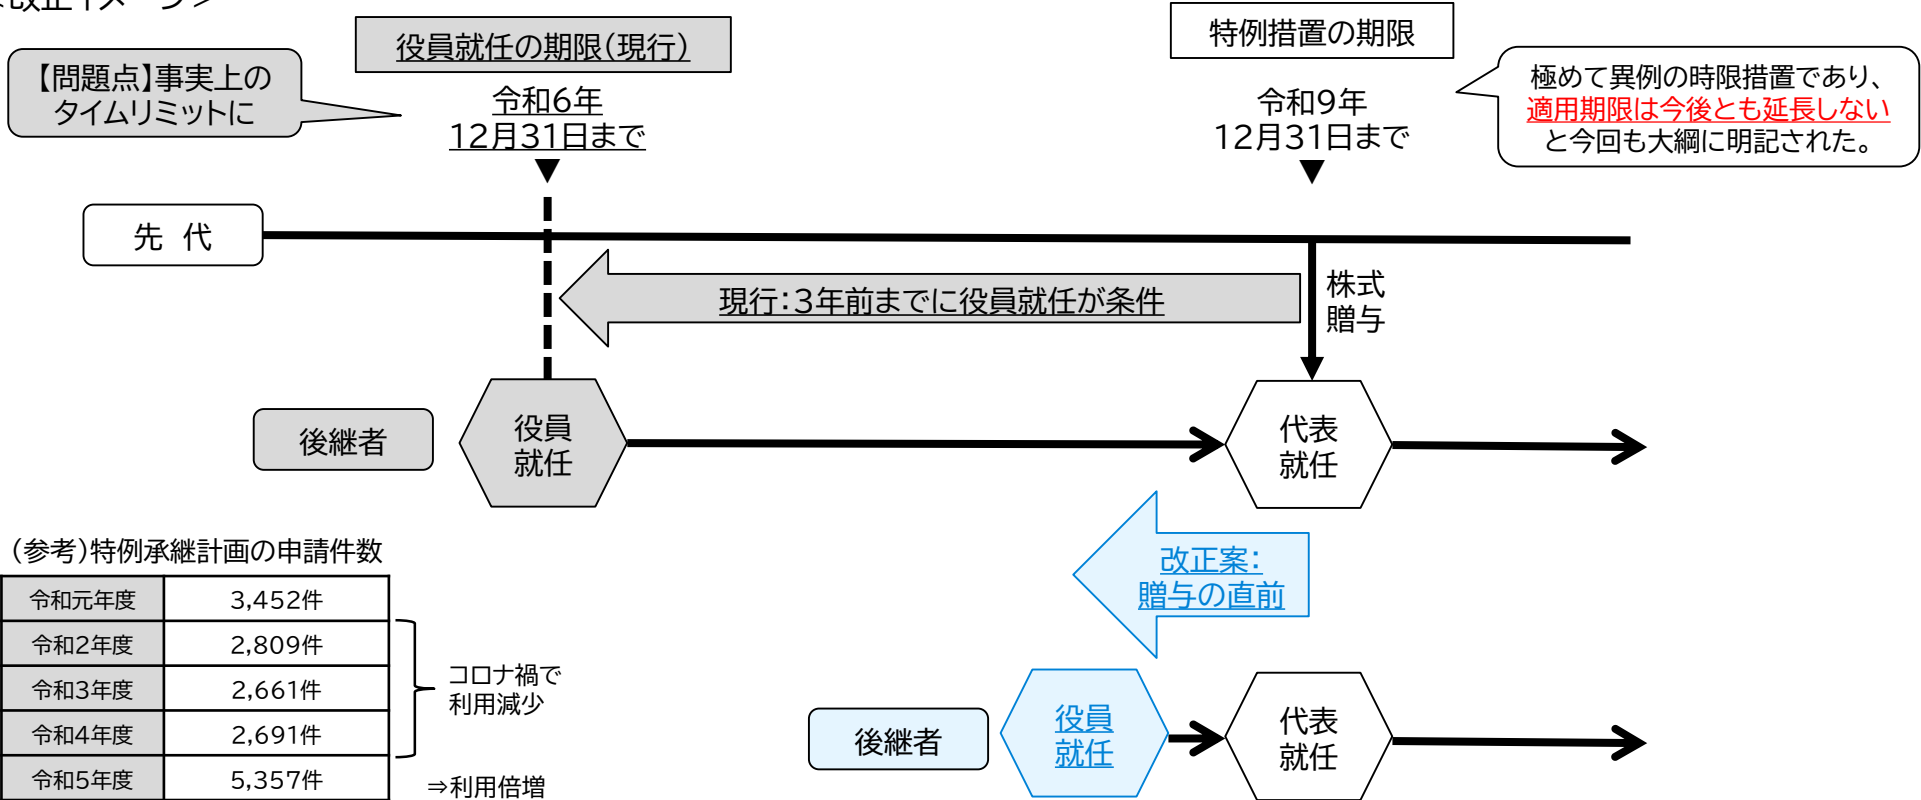 <改正イメージ>
役員就任の期限(現行)
特例措置の期限
【問題点】事実上の
タイムリミットに
令和6年
12月31日まで
令和9年
12月31日まで
極めて異例の時限措置であり、
適用期限は今後とも延長しない
と今回も大綱に明記された。
先 代
現行:3年前までに役員就任が条件
株式
贈与
後継者
役員
就任
代表
就任
改正案:
贈与の直前
(参考)特例承継計画の申請件数
令和元年度 3,452件
令和2年度 2,809件
令和3年度 2,661件
令和4年度 2,691件
令和5年度 5,357件
コロナ禍で
利用減少
⇒利用倍増
後継者
役員
就任
代表
就任